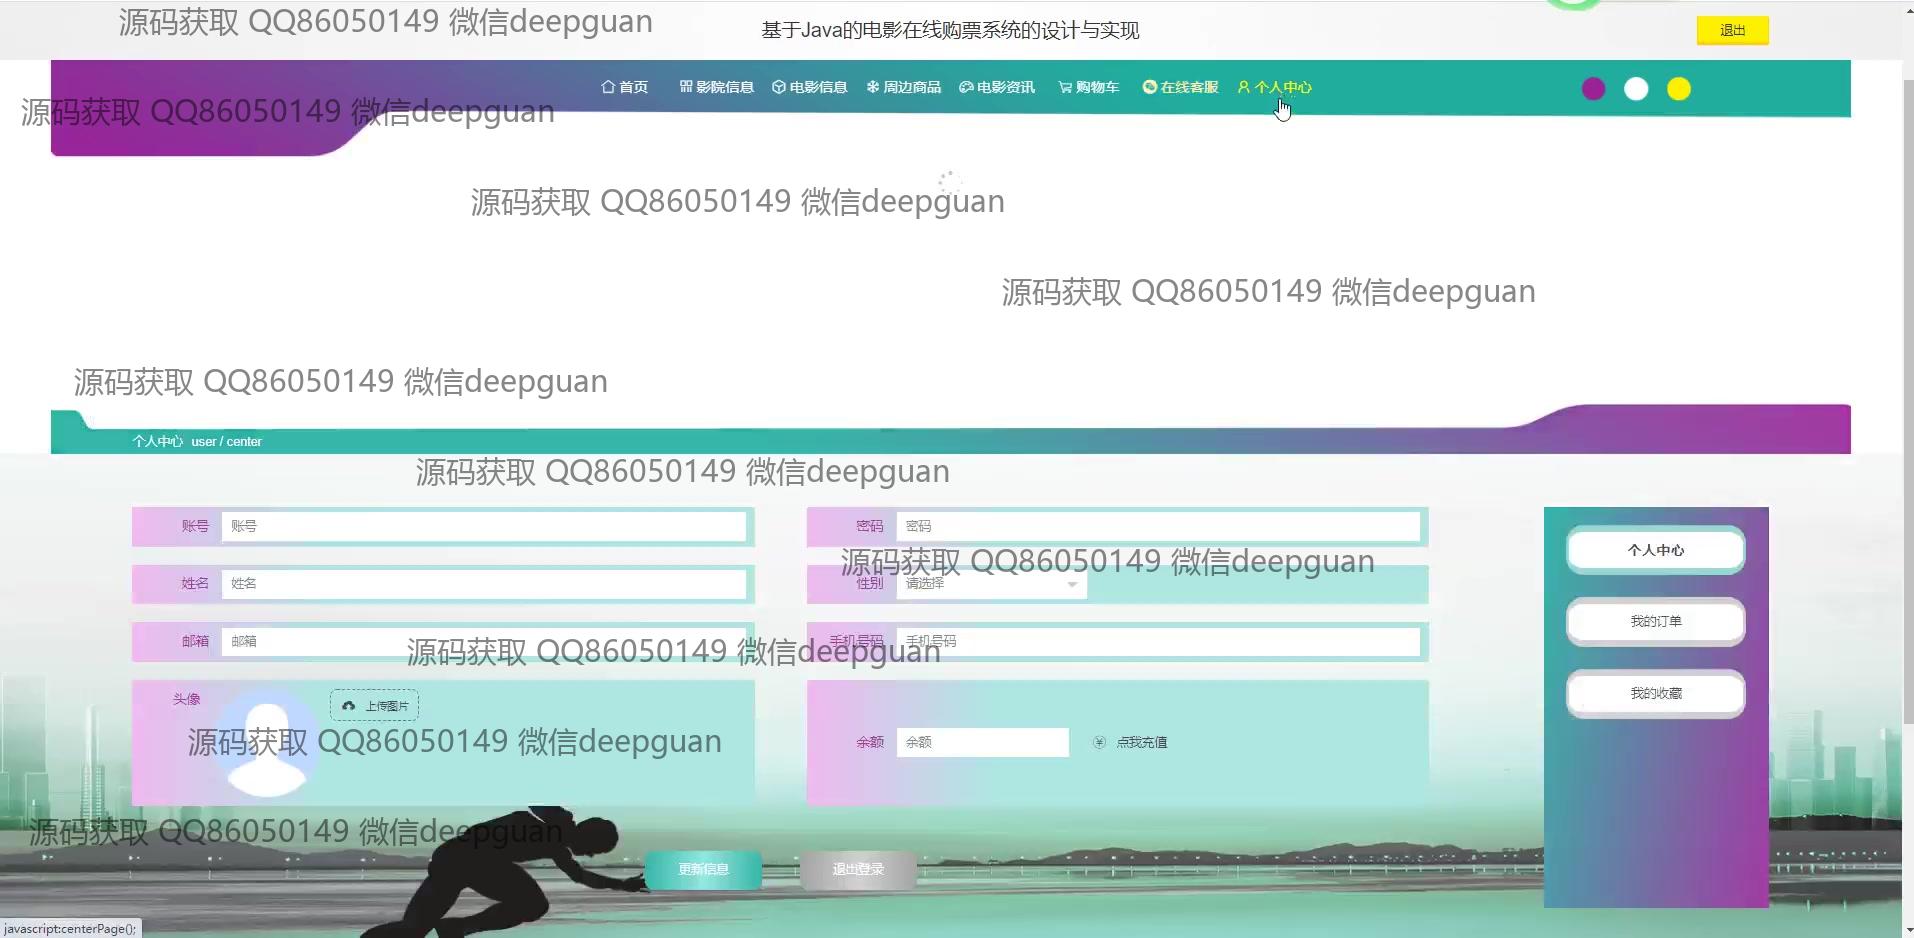 源码获取 QQ86050149 微信deepguan
基于Java的电影在线购票系统的设计与实现
退出
首页 影院信息 电影信息 周边商品 电影资讯 购物车 在线客服 个人中心
源码获取 QQ86050149 微信deepguan
源码获取 QQ86050149 微信deepguan
源码获取 QQ86050149 微信deepguan
源码获取 QQ86050149 微信deepguan
个人中心 user / center
源码获取 QQ86050149 微信deepguan
账号 账号
密码 密码
个人中心
源码获取 QQ86050149 微信deepguan
姓名 姓名
性别 请选择
我的订单
邮箱 邮箱
手机号码 手机号码
源码获取 QQ86050149 微信deepguan
我的收藏
头像
上传图片
源码获取 QQ86050149 微信deepguan
余额 余额
点我充值
源码获取 QQ86050149 微信deepguan
更新信息
退出登录
javascript:centerPage();